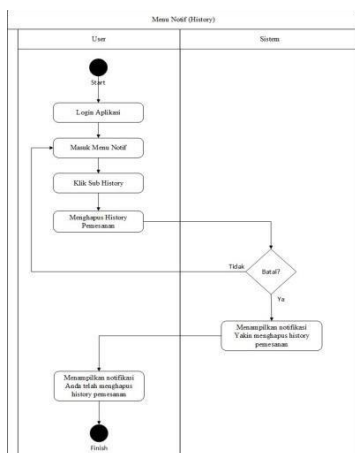 Menu Notif (History)
User
Sistem
Start
Login Aplikasi
Masuk Menu Notif
Klik Sub History
Menghapus History
Pemesanan
Tidak
Batal?
Ya
Menampilkan notifikasi
Yakin menghapus history
pemesanan
Menampilkan notifikasi
Anda telah menghapus
history pemesanan
Finish